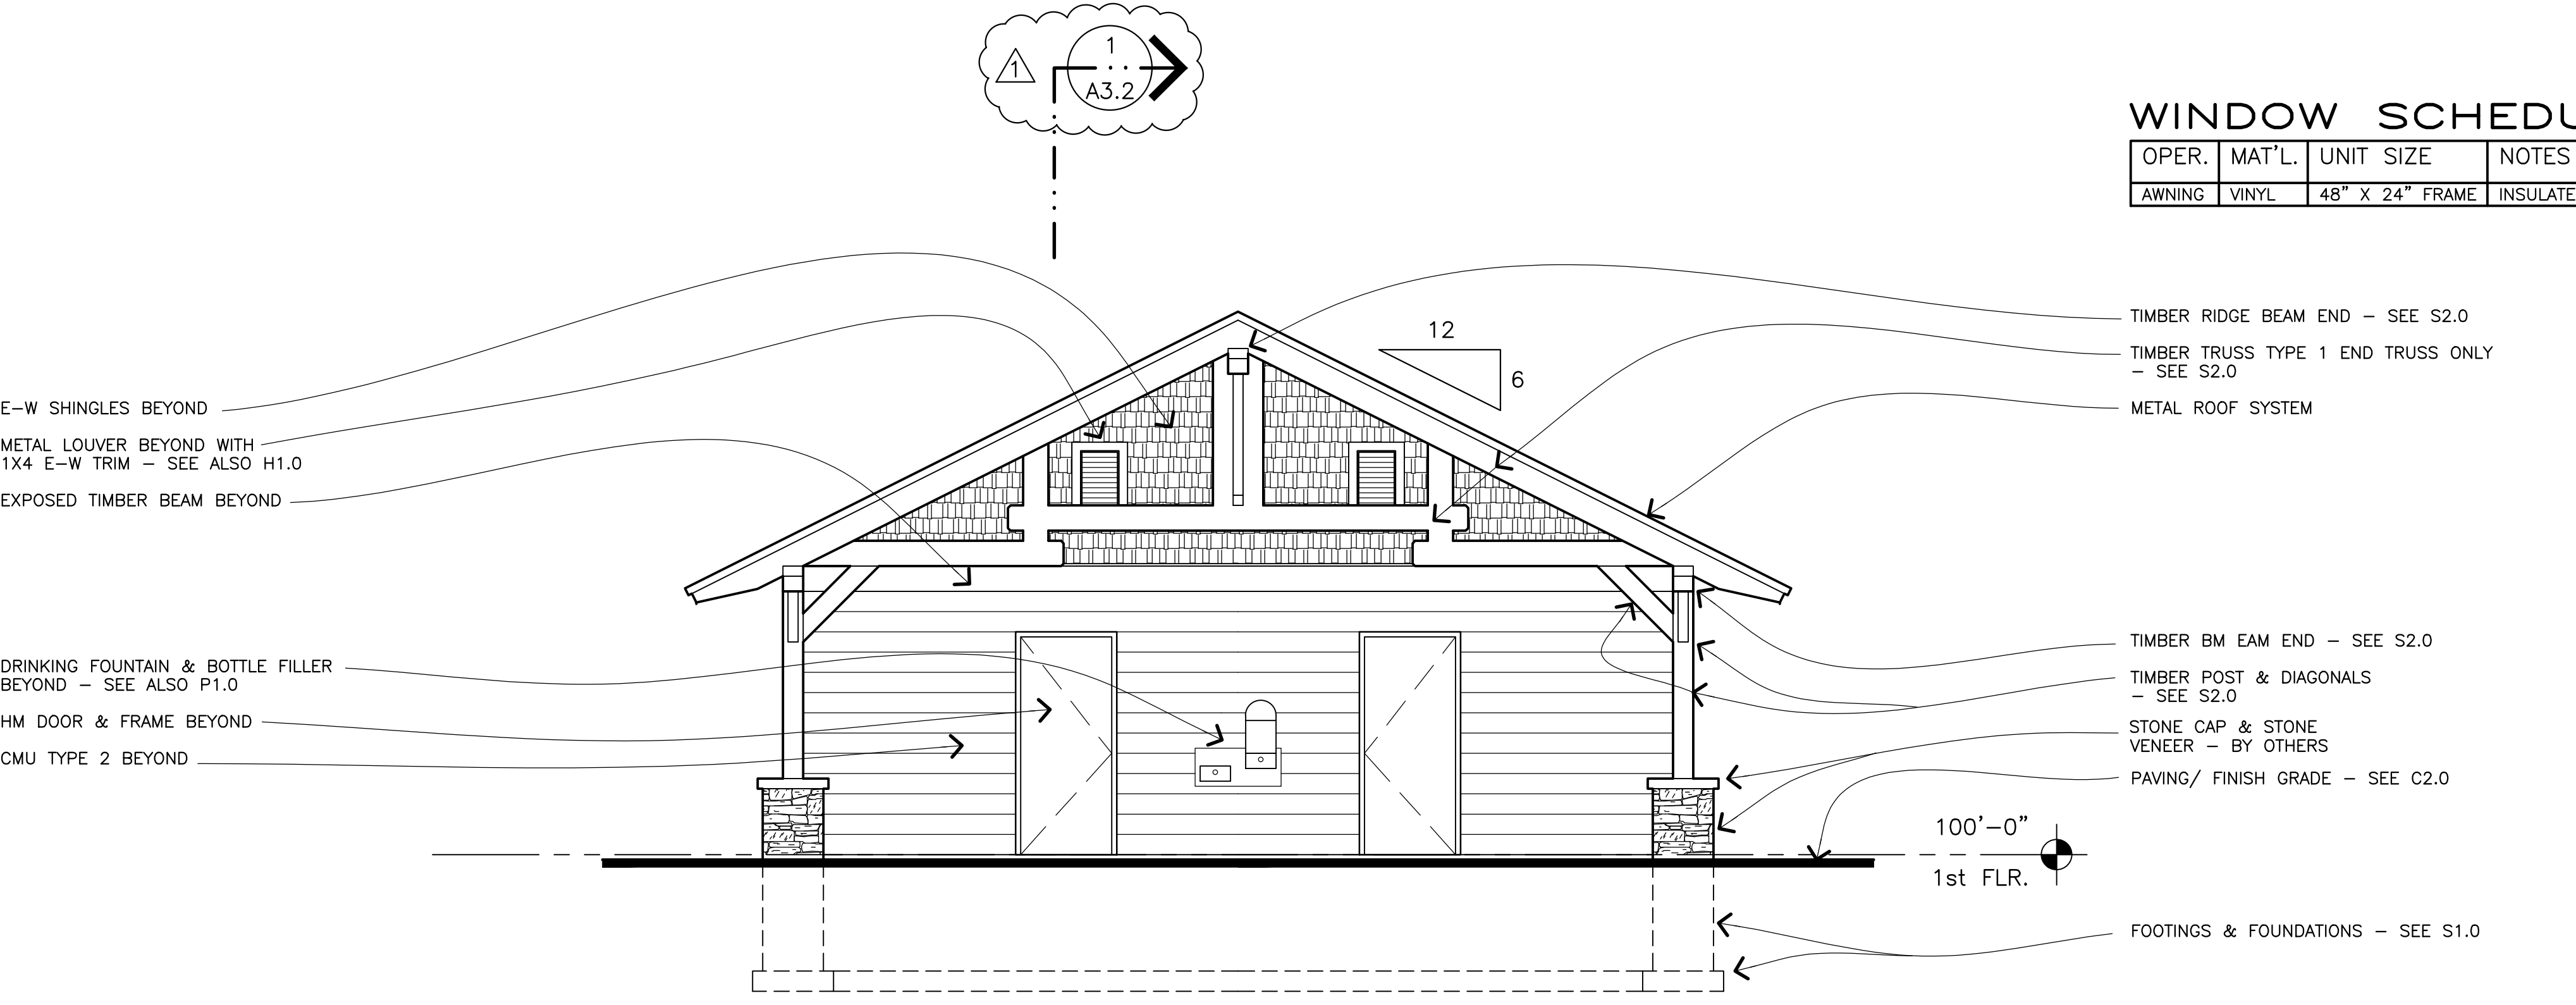 1
1
A3.2
WINDOW SCHEDU
OPER. MAT'L. UNIT SIZE NOTES
AWNING VINYL 48" X 24" FRAME INSULATE
12
6
E-W SHINGLES BEYOND
METAL LOUVER BEYOND WITH
1X4 E-W TRIM - SEE ALSO H1.0
EXPOSED TIMBER BEAM BEYOND
DRINKING FOUNTAIN & BOTTLE FILLER
BEYOND - SEE ALSO P1.0
HM DOOR & FRAME BEYOND
CMU TYPE 2 BEYOND
TIMBER RIDGE BEAM END - SEE S2.0
TIMBER TRUSS TYPE 1 END TRUSS ONLY
- SEE S2.0
METAL ROOF SYSTEM
TIMBER BM EAM END - SEE S2.0
TIMBER POST & DIAGONALS
- SEE S2.0
STONE CAP & STONE
VENEER - BY OTHERS
PAVING/ FINISH GRADE - SEE C2.0
100'-0"
1st FLR.
FOOTINGS & FOUNDATIONS - SEE S1.0